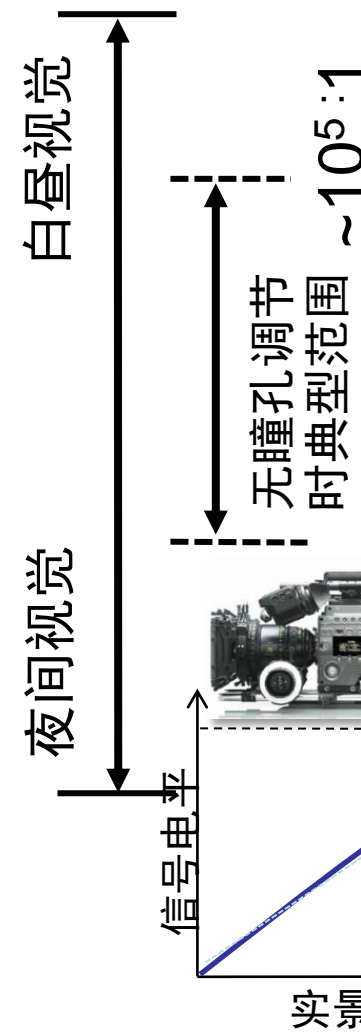 白昼视觉
夜间视觉
无瞳孔调节
时典型范围
~10⁵:1
信号电平
实景